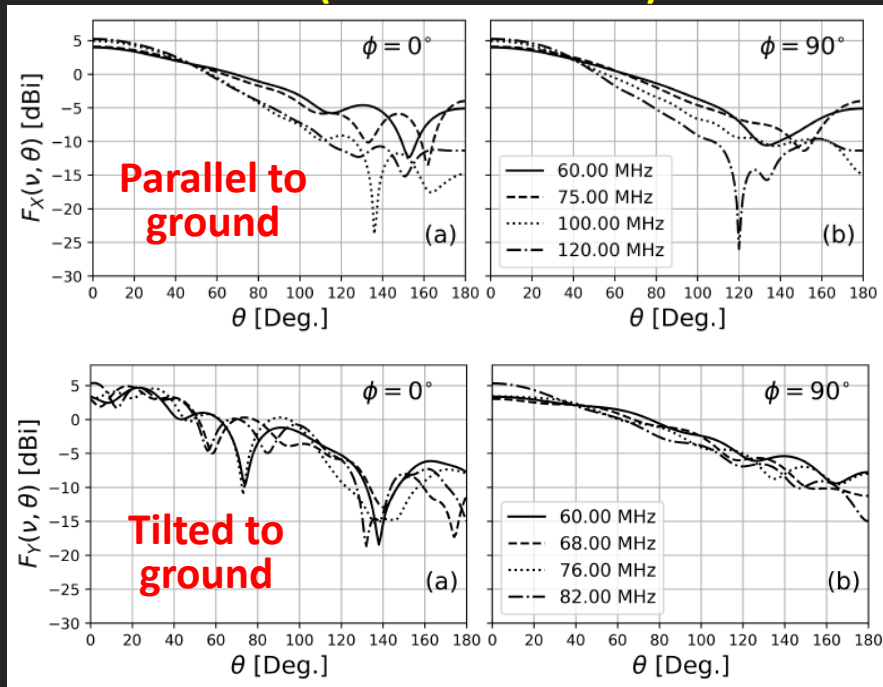 5
0
−5
−10
−15
−20
−25
−30
F_X(ν, θ) [dBi]
0 20 40 60 80 100 120 140 160 180
θ [Deg.]
ϕ = 0°
Parallel to
ground
(a)
ϕ = 90°
60.00 MHz
75.00 MHz
100.00 MHz
120.00 MHz
(b)
0 20 40 60 80 100 120 140 160 180
θ [Deg.]
5
0
−5
−10
−15
−20
−25
−30
F_Y(ν, θ) [dBi]
0 20 40 60 80 100 120 140 160 180
θ [Deg.]
ϕ = 0°
Tilted to
ground
(a)
ϕ = 90°
60.00 MHz
68.00 MHz
76.00 MHz
82.00 MHz
(b)
0 20 40 60 80 100 120 140 160 180
θ [Deg.]